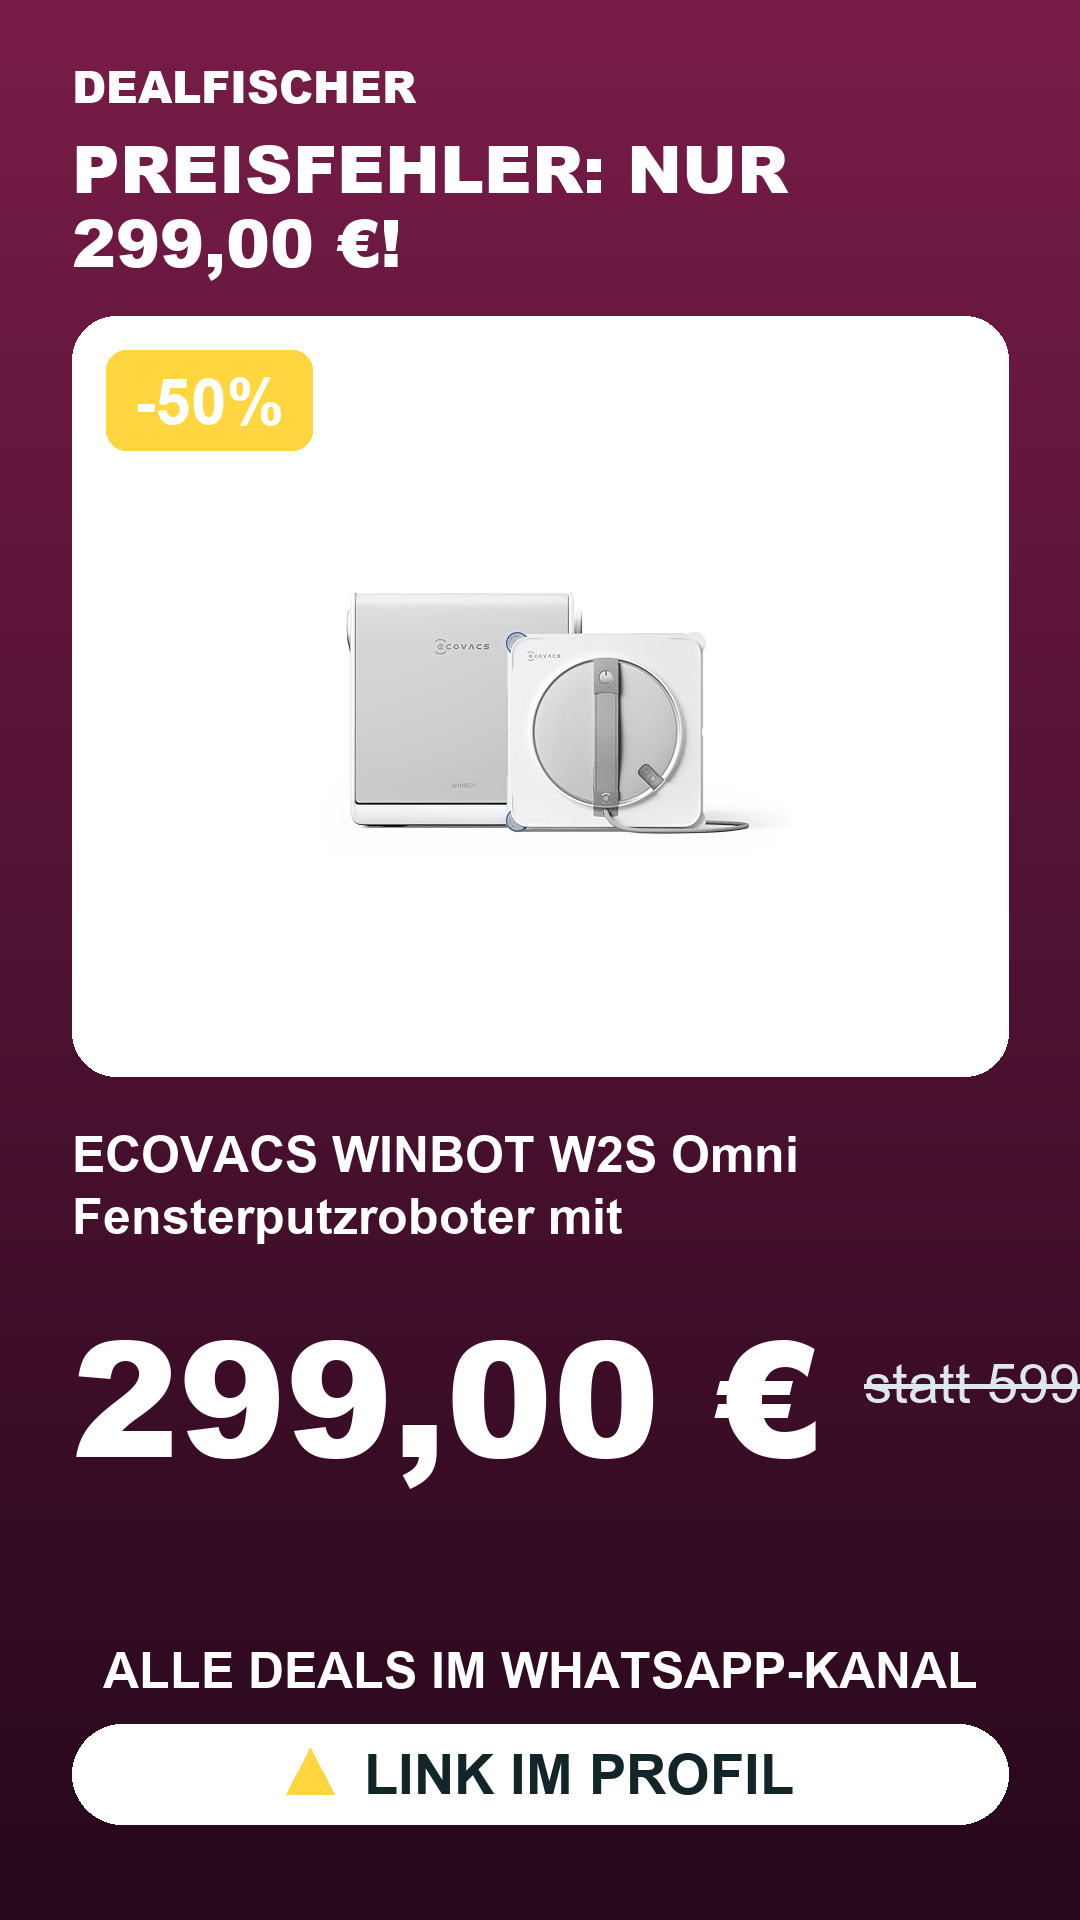 DEALFISCHER
PREISFEHLER: NUR
299,00 €!
-50%
ECOVACS
ECOVACS
WINBOT
ECOVACS WINBOT W2S Omni
Fensterputzroboter mit
299,00 €
statt 599
ALLE DEALS IM WHATSAPP-KANAL
LINK IM PROFIL